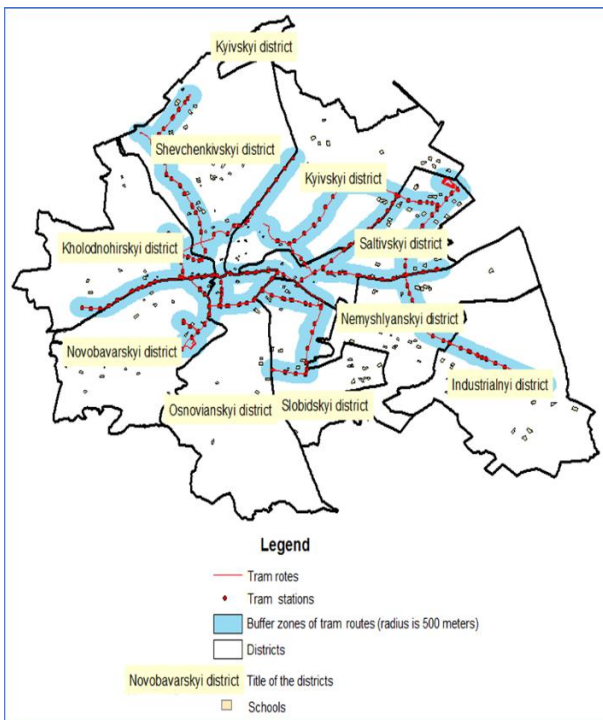 Kyivskyi district
Shevchenkivskyi district
Kyivskyi district
Kholodnohirskyi district
Saltivskyi district
Nemyshlyanskyi district
Novobavarskyi district
Industrialnyi district
Osnovianskyi district
Slobidskyi district
Legend
Tram rotes
Tram stations
Buffer zones of tram routes (radius is 500 meters)
Districts
Novobavarskyi district Title of the districts
Schools